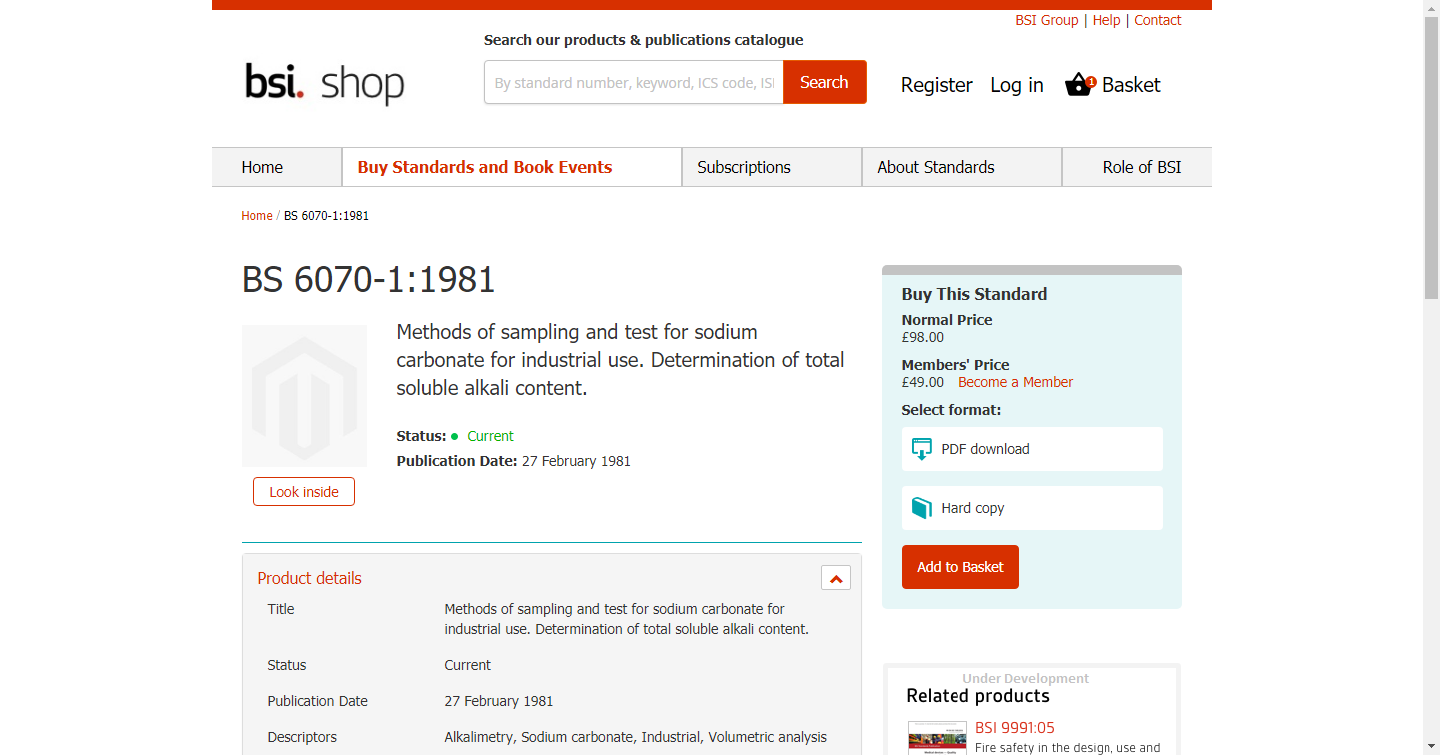 BSI Group | Help | Contact
Search our products & publications catalogue
bsi. shop
By standard number, keyword, ICS code, ISI
Search
Register
Log in
1
Basket
Home
Buy Standards and Book Events
Subscriptions
About Standards
Role of BSI
Home / BS 6070-1:1981
BS 6070-1:1981
Methods of sampling and test for sodium
carbonate for industrial use. Determination of total
soluble alkali content.
Status: Current
Publication Date: 27 February 1981
Look inside
Buy This Standard
Normal Price
£98.00
Members' Price
£49.00 Become a Member
Select format:
PDF download
Hard copy
Add to Basket
Product details
Title
Methods of sampling and test for sodium carbonate for
industrial use. Determination of total soluble alkali content.
Status
Current
Publication Date
27 February 1981
Descriptors
Alkalimetry, Sodium carbonate, Industrial, Volumetric analysis
Under Development
Related products
BSI 9991:05
Fire safety in the design, use and